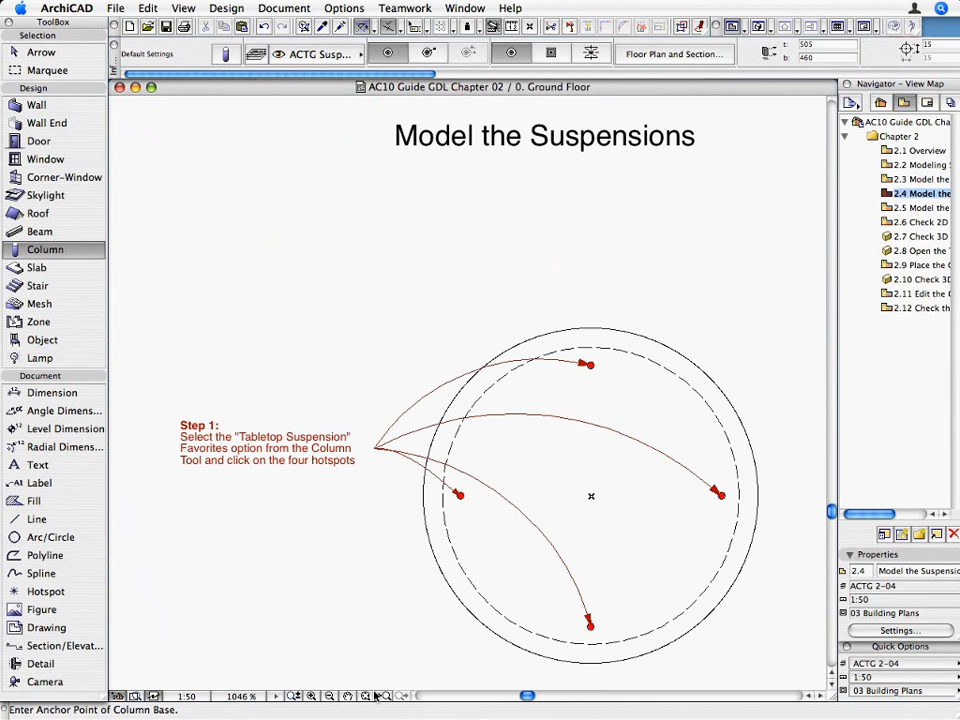 ArchiCAD File Edit View Design Document Options Teamwork Window Help
ToolBox
Selection
Arrow
Marquee
Design
Wall
Wall End
Door
Window
Corner-Window
Skylight
Roof
Beam
Column
Slab
Stair
Mesh
Zone
Object
Lamp
Document
Dimension
Angle Dimens...
Level Dimension
Radial Dimens...
Text
Label
Fill
Line
Arc/Circle
Polyline
Spline
Hotspot
Figure
Drawing
Section/Elevat...
Detail
Camera
Default Settings
ACTG Susp...
Floor Plan and Section...
t: 505
b: 460
15
15
AC10 Guide GDL Chapter 02 / 0. Ground Floor
Model the Suspensions
Step 1:
Select the "Tabletop Suspension"
Favorites option from the Column
Tool and click on the four hotspots
1:50 1046 %
Enter Anchor Point of Column Base.
Navigator - View Map
AC10 Guide GDL Cha
Chapter 2
2.1 Overview
2.2 Modeling
2.3 Model the
2.4 Model the
2.5 Model the
2.6 Check 2D
2.7 Check 3D
2.8 Open the
2.9 Place the
2.10 Check 3D
2.11 Edit the
2.12 Check th
Properties
2.4 Model the Suspensio
ACTG 2-04
1:50
03 Building Plans
Settings...
Quick Options
ACTG 2-04
1:50
03 Building Plans